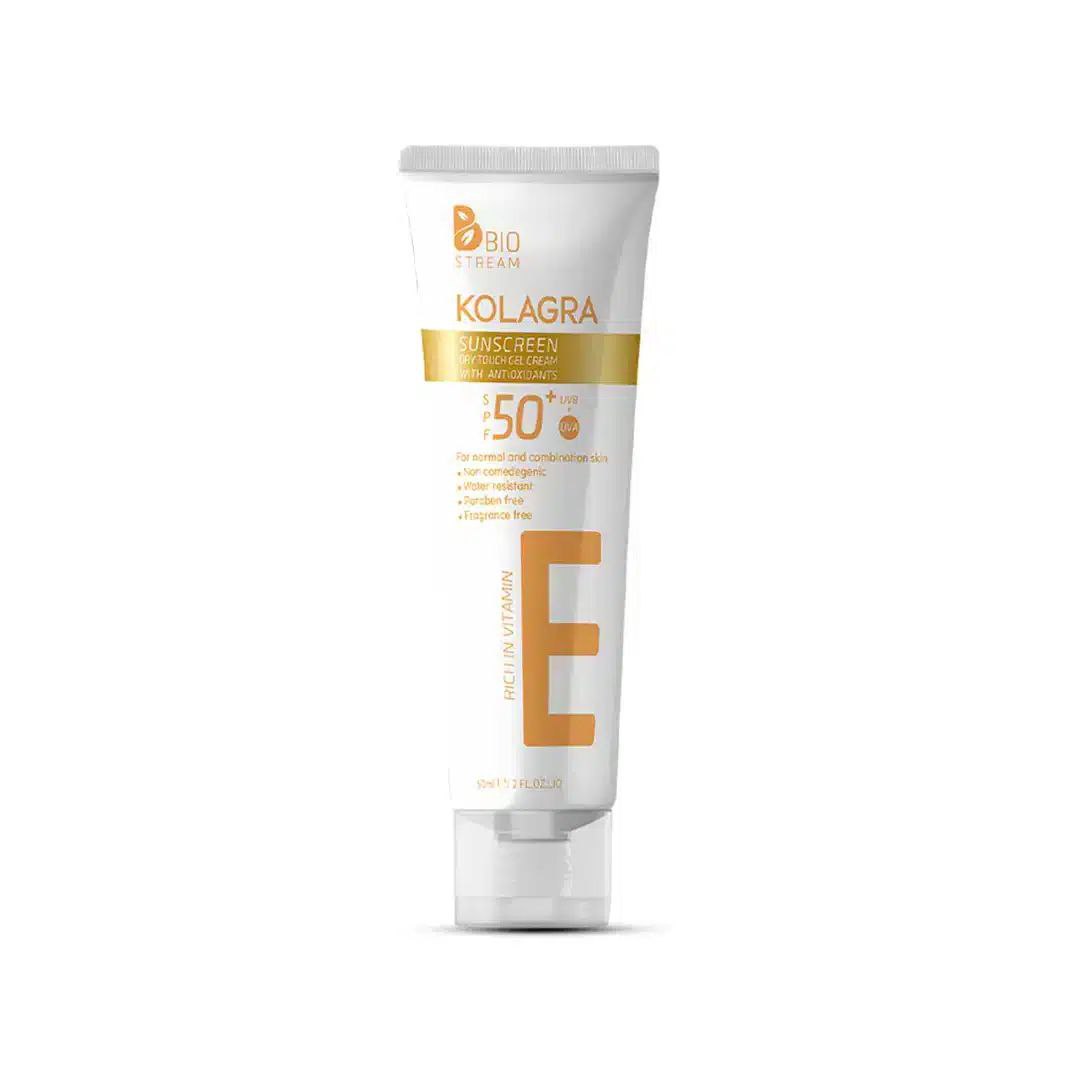 BIO
STREAM
KOLAGRA
SUNSCREEN
DRY TOUCH GEL CREAM
WITH ANTIOXIDANTS
SPF 50+ UVB + UVA
For normal and combination skin
• Non comedegenic
• Water resistant
• Paraben free
• Fragrance free
RICH IN VITAMIN
E